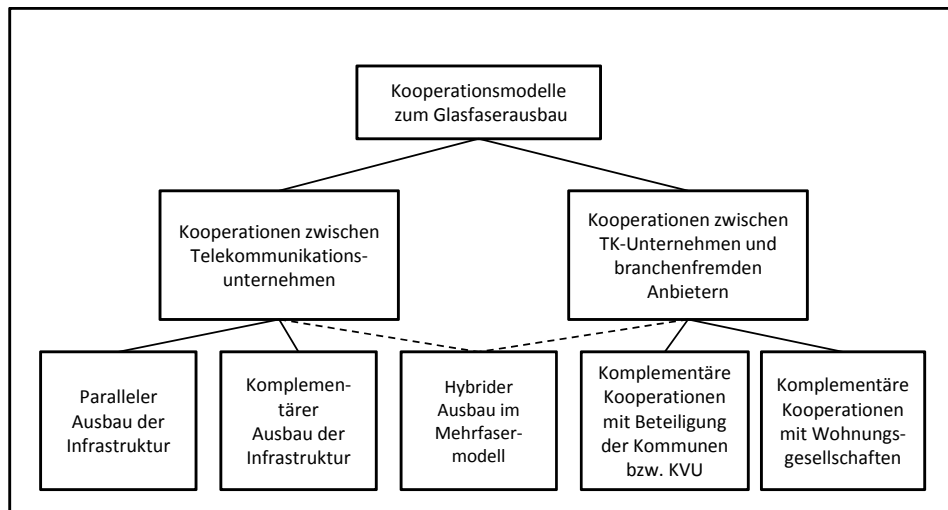 Kooperationsmodelle
zum Glasfaserausbau
Kooperationen zwischen
Telekommunikations-
unternehmen
Kooperationen zwischen
TK-Unternehmen und
branchenfremden
Anbietern
Paralleler
Ausbau der
Infrastruktur
Komplemen-
tärer
Ausbau der
Infrastruktur
Hybrider
Ausbau im
Mehrfaser-
modell
Komplementäre
Kooperationen
mit Beteiligung
der Kommunen
bzw. KVU
Komplementäre
Kooperationen
mit Wohnungs-
gesellschaften